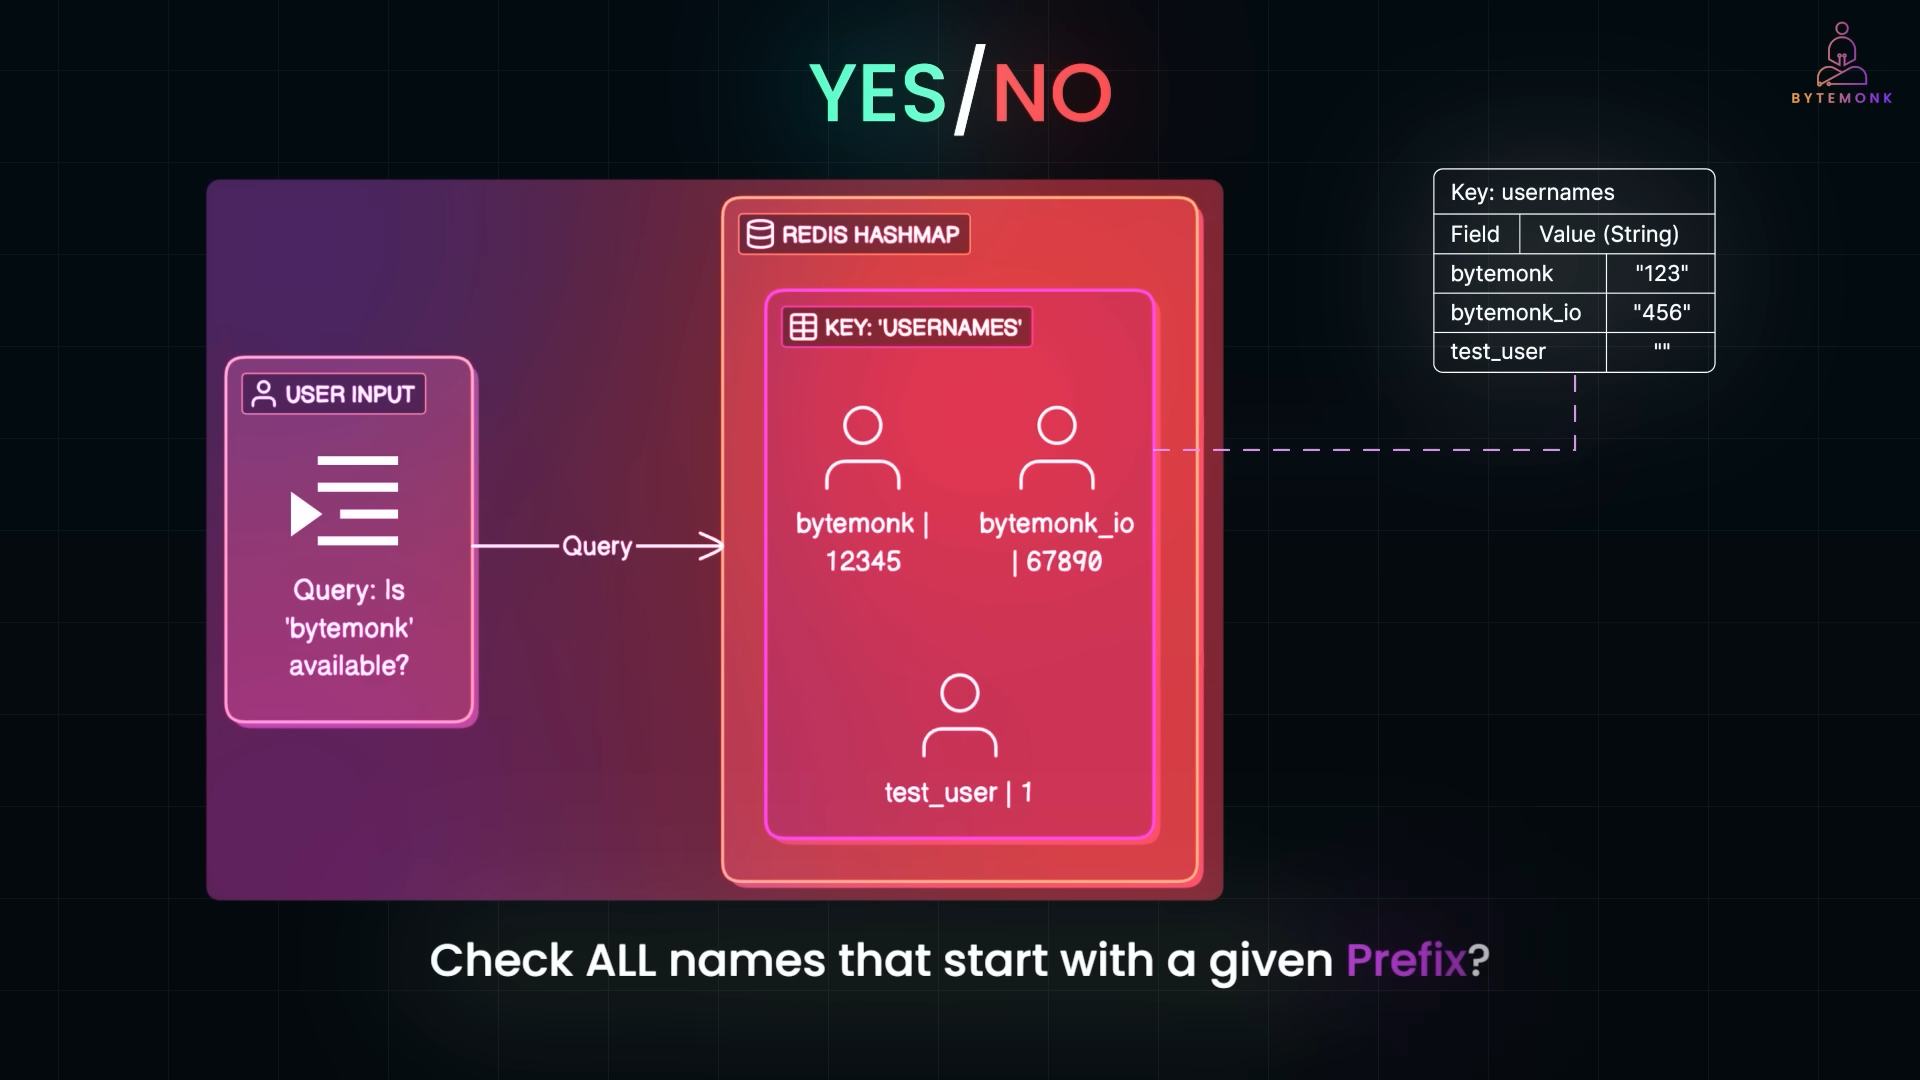 YES/NO
BYTEMONK
Key: usernames
Field Value (String)
bytemonk "123"
bytemonk_io "456"
test_user ""
REDIS HASHMAP
KEY: 'USERNAMES'
USER INPUT
Query: Is
'bytemonk'
available?
Query
bytemonk |
12345
bytemonk_io
| 67890
test_user | 1
Check ALL names that start with a given Prefix?